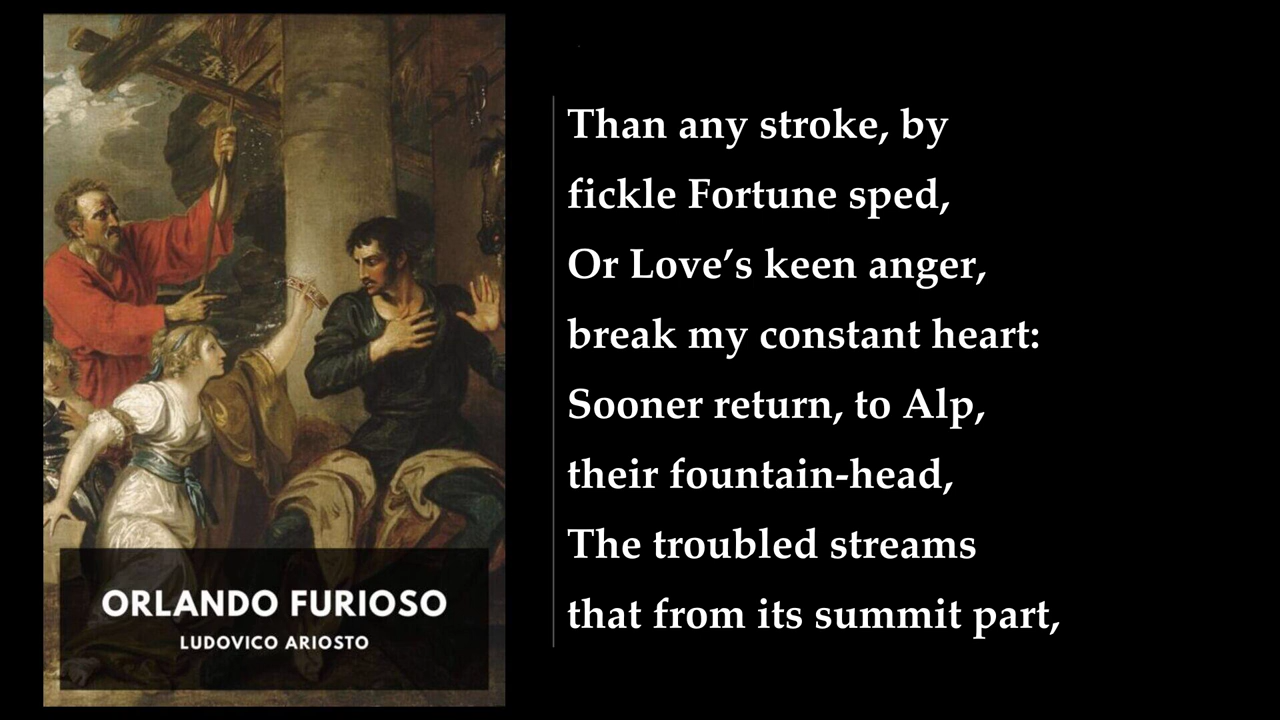 Than any stroke, by
fickle Fortune sped,
Or Love’s keen anger,
break my constant heart:
Sooner return, to Alp,
their fountain-head,
The troubled streams
that from its summit part,
ORLANDO FURIOSO
LUDOVICO ARIOSTO